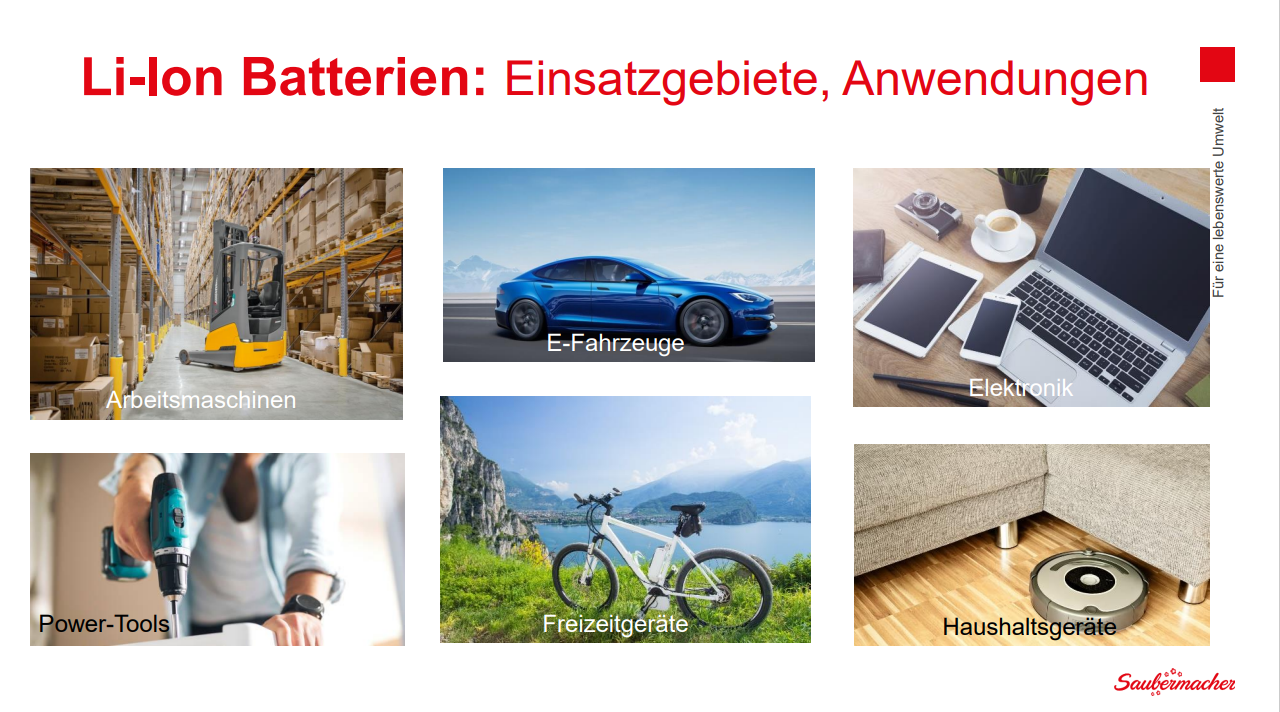 Li-Ion Batterien: Einsatzgebiete, Anwendungen
Für eine lebenswerte Umwelt
Arbeitsmaschinen
E-Fahrzeuge
Elektronik
Power-Tools
Freizeitgeräte
Haushaltsgeräte
Saubermacher